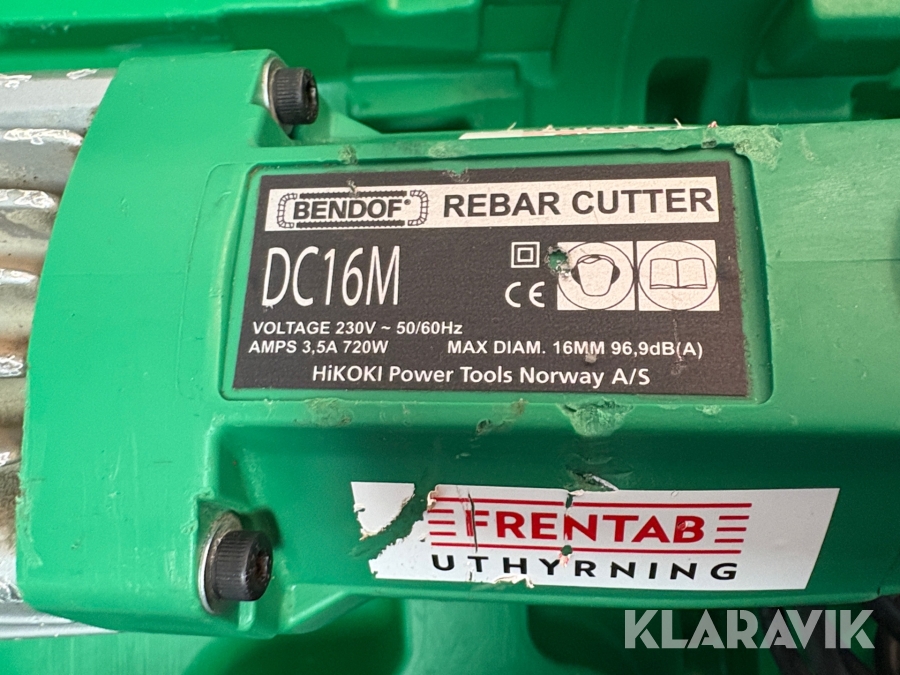 BENDOF® REBAR CUTTER
DC16M
CE
VOLTAGE 230V ~ 50/60Hz
AMPS 3,5A 720W MAX DIAM. 16MM 96,9dB(A)
HiKOKI Power Tools Norway A/S
FRENTAB
UTHYRNING
KLARAVIK